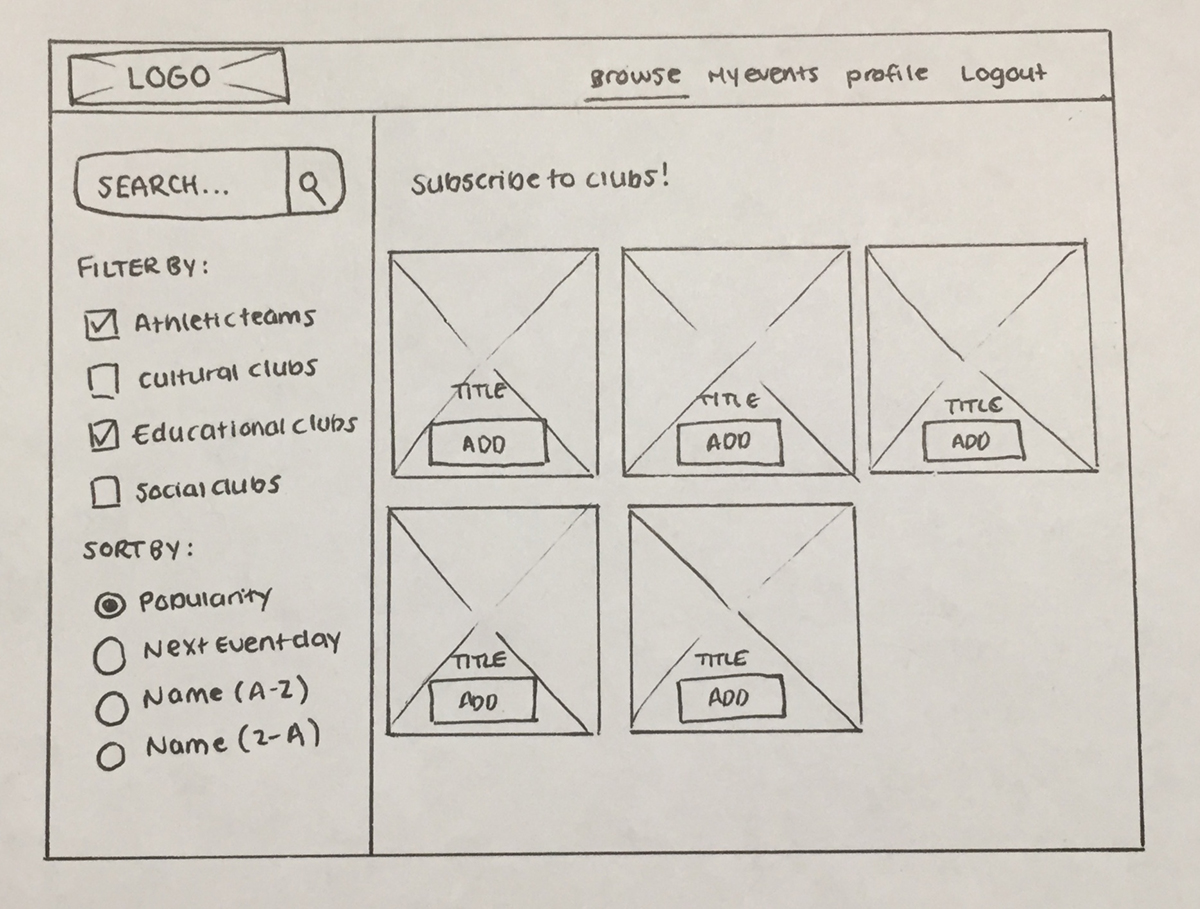 LOGO
Browse My events profile Logout
SEARCH...
Subscribe to clubs!
FILTER BY:
Athletic teams
cultural clubs
Educational clubs
Social clubs
SORT BY:
Popularity
Next Event day
Name (A-Z)
Name (Z-A)
TITLE TITLE TITLE
ADD ADD ADD
TITLE TITLE
ADD ADD